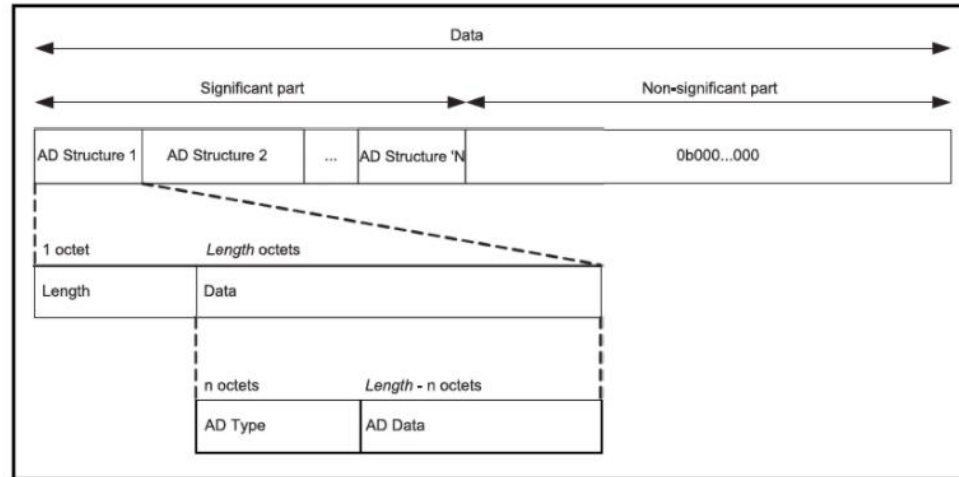 Data
Significant part Non-significant part
AD Structure 1 AD Structure 2 ... AD Structure 'N 0b000...000
1 octet Length octets
Length Data
n octets Length - n octets
AD Type AD Data